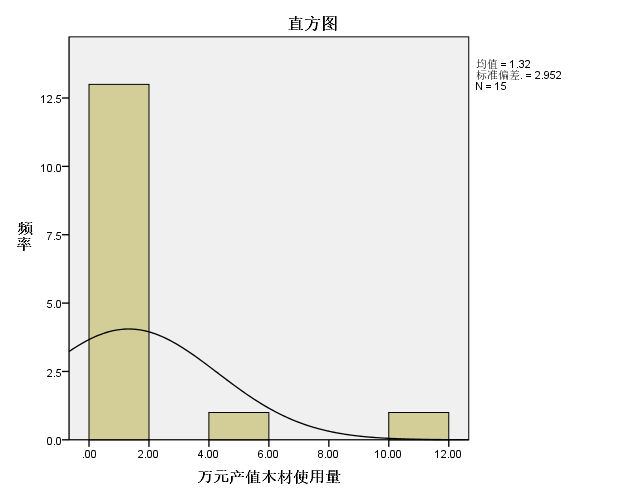 直方图
均值 = 1.32
标准偏差. = 2.952
N = 15
12.5
10.0
7.5
5.0
2.5
0.0
频率
.00 2.00 4.00 6.00 8.00 10.00 12.00
万元产值木材使用量